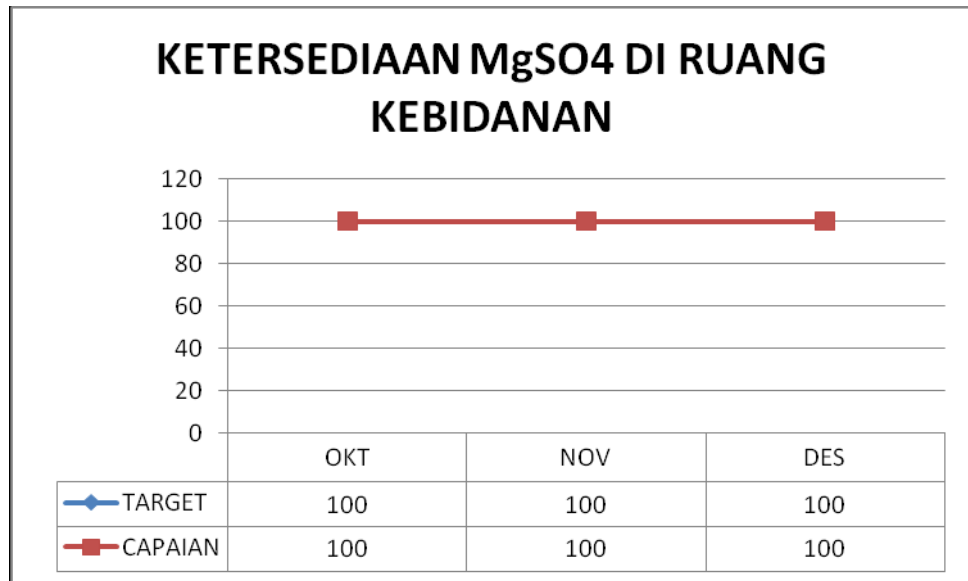 KETERSEDIAAN MgSO4 DI RUANG
KEBIDANAN
120
100
80
60
40
20
0
OKT NOV DES
TARGET 100 100 100
CAPAIAN 100 100 100